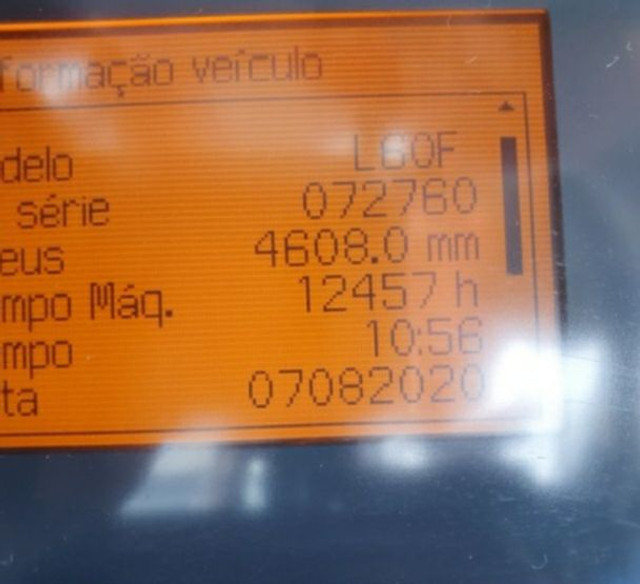 formação veículo
delo L60F
série 072760
eus 4608.0 mm
mpo Máq. 12457 h
mpo 10:56
ta 07082020